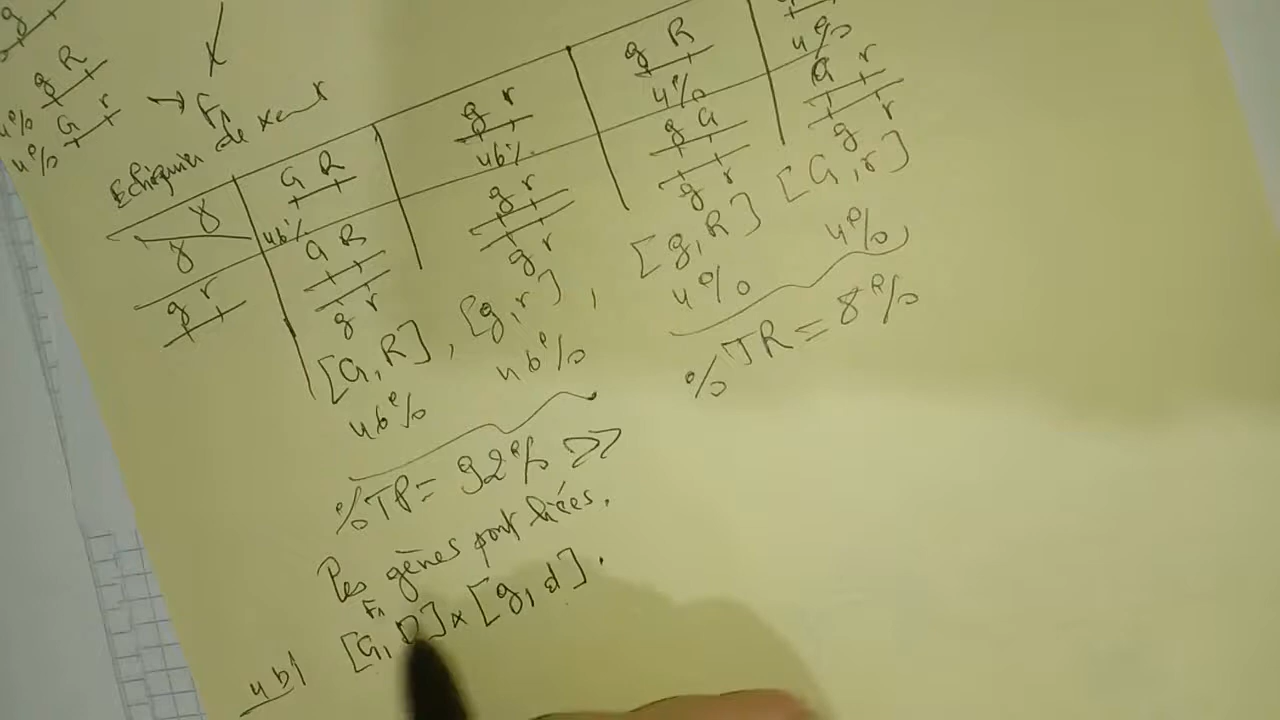 g
g R
4%
G r
4%
→ F1
Echiquier de
γ
γ
G R
46%
g r
46%
g R
4%
4%
g r
G R
g r
g r
g r
g G
g r
G r
g r
[G,R], [g,r], [g,R] [G,r]
46% 46% 4% 4%,
%TP = 92% >> %TR = 8%
Les gènes sont liées.
4b) [G, D] F1 x [g, d].